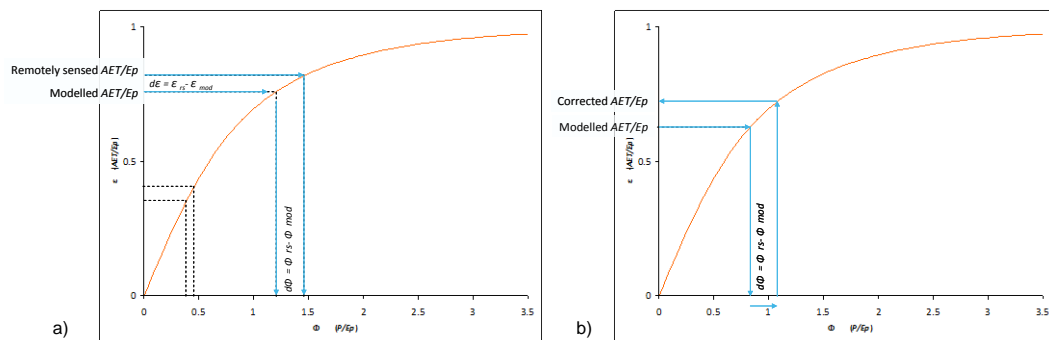 1
Remotely sensed AET/Ep
dε = ε rs- ε mod
Modelled AET/Ep
ε (AET/Ep)
0.5
dΦ = Φ rs- Φ mod
0
0 0.5 1 1.5 2 2.5 3 3.5
Φ (P/Ep)
a)
1
Corrected AET/Ep
Modelled AET/Ep
ε (AET/Ep)
0.5
dΦ = Φ rs- Φ mod
0
0 0.5 1 1.5 2 2.5 3 3.5
Φ (P/Ep)
b)